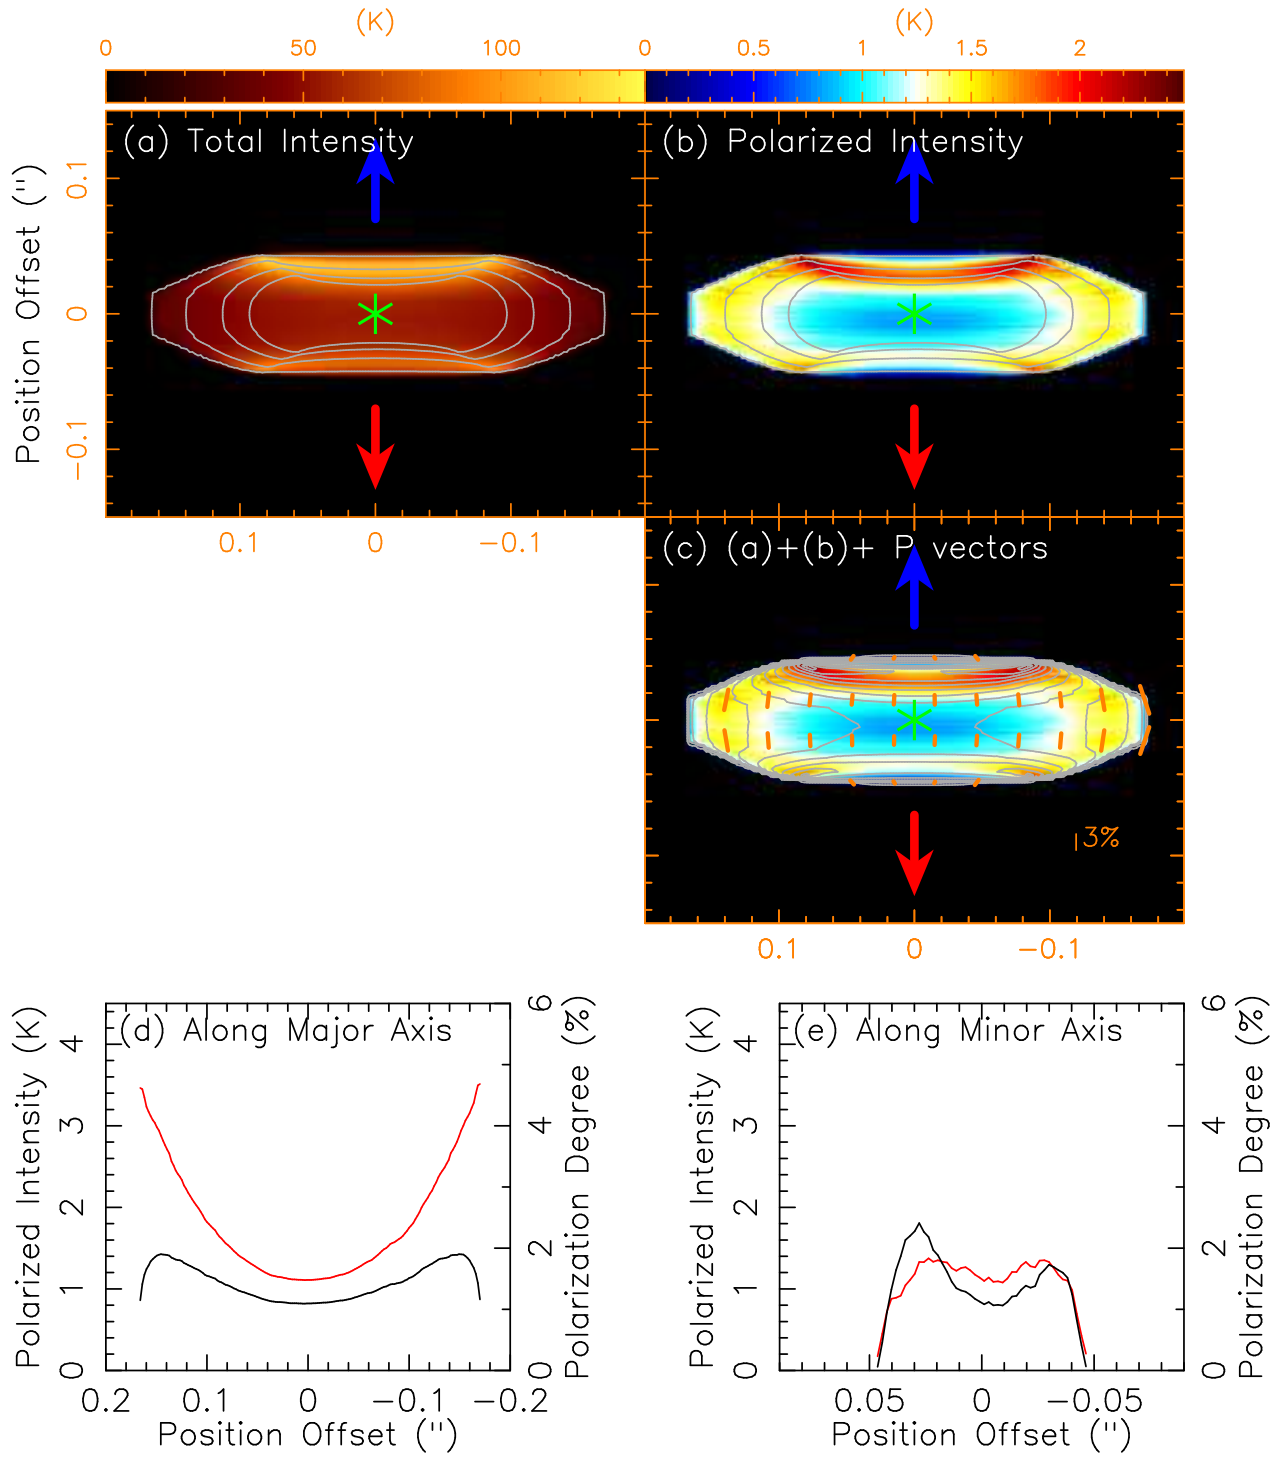 (K) (K)
0 50 100 0 0.5 1 1.5 2
(a) Total Intensity (b) Polarized Intensity
Position Offset (")
0.1
0
−0.1
0.1 0 −0.1
(c) (a)+(b)+ P vectors
3%
0.1 0 −0.1
(d) Along Major Axis
Polarized Intensity (K)
4
3
2
1
0
Polarization Degree (%)
6
4
2
0
0.2 0.1 0 −0.1 −0.2
Position Offset (")
(e) Along Minor Axis
Polarized Intensity (K)
4
3
2
1
0
Polarization Degree (%)
6
4
2
0
0.05 0 −0.05
Position Offset (")